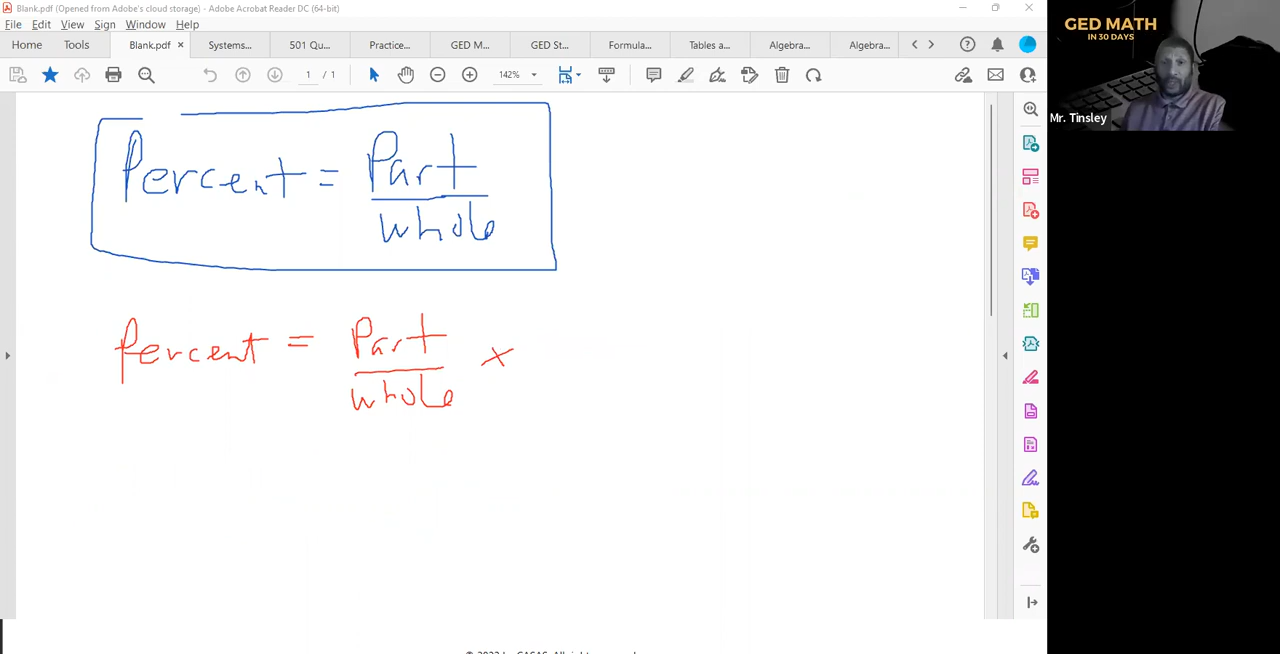 Blank.pdf (Opened from Adobe's cloud storage) - Adobe Acrobat Reader DC (64-bit)
File Edit View Sign Window Help
Home Tools Blank.pdf × Systems... 501 Qu... Practice... GED M... GED St... Formula... Tables a... Algebra... Algebra...
1 / 1 142%
GED MATH
IN 30 DAYS
Mr. Tinsley
Percent = Part
whole
Percent = Part ×
whole